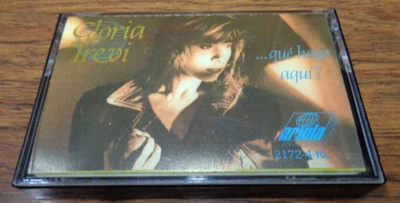 Gloria
Trevi
...qué hago
aquí?
ariola